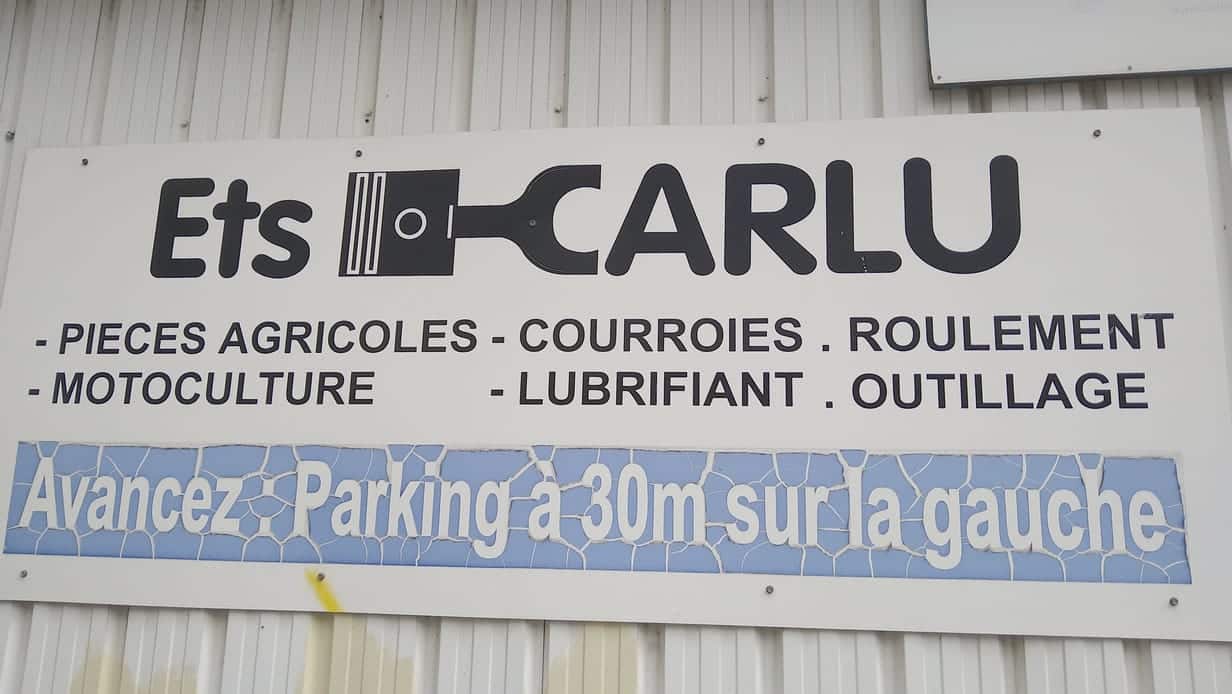 Ets CARLU
- PIECES AGRICOLES - COURROIES . ROULEMENT
- MOTOCULTURE - LUBRIFIANT . OUTILLAGE
Avancez : Parking à 30m sur la gauche